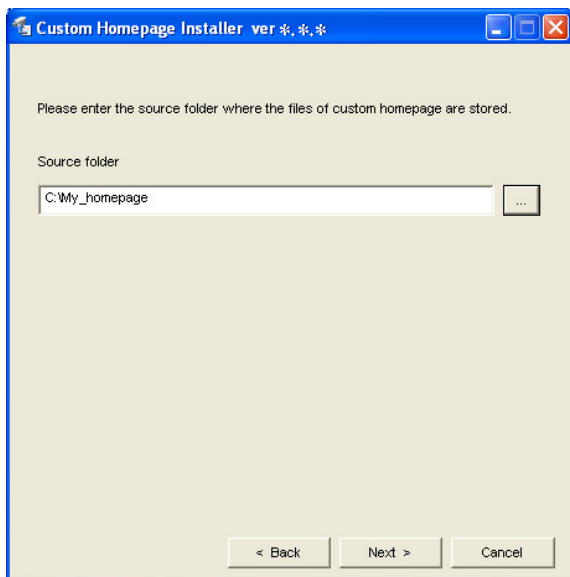 Custom Homepage Installer ver *.*.*
Please enter the source folder where the files of custom homepage are stored.
Source folder
C:\My_homepage
...
< Back
Next >
Cancel